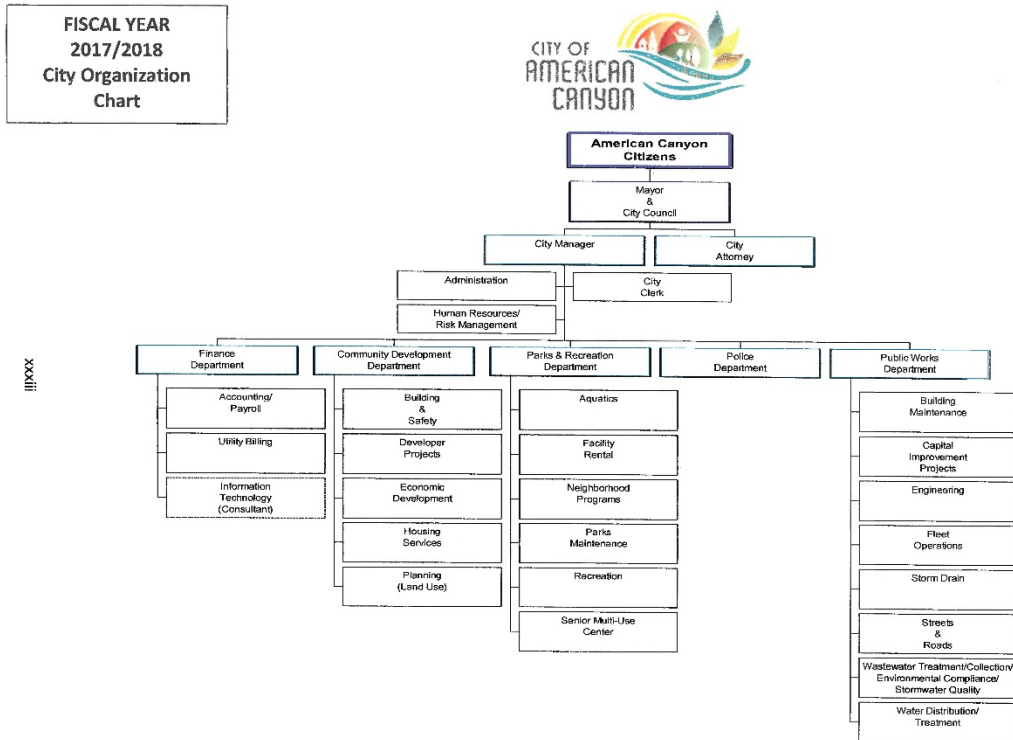 FISCAL YEAR
2017/2018
City Organization
Chart
CITY OF
AMERICAN
CANYON
American Canyon
Citizens
Mayor
&
City Council
City Manager
City
Attorney
Administration
City
Clerk
Human Resources/
Risk Management
Finance
Department
Community Development
Department
Parks & Recreation
Department
Police
Department
Public Works
Department
Accounting/
Payroll
Utility Billing
Information
Technology
(Consultant)
Building
&
Safety
Developer
Projects
Economic
Development
Housing
Services
Planning
(Land Use)
Aquatics
Facility
Rental
Neighborhood
Programs
Parks
Maintenance
Recreation
Senior Multi-Use
Center
Building
Maintenance
Capital
Improvement
Projects
Engineering
Fleet
Operations
Storm Drain
Streets
&
Roads
Wastewater Treatment/Collection/
Environmental Compliance/
Stormwater Quality
Water Distribution/
Treatment
xxxiii